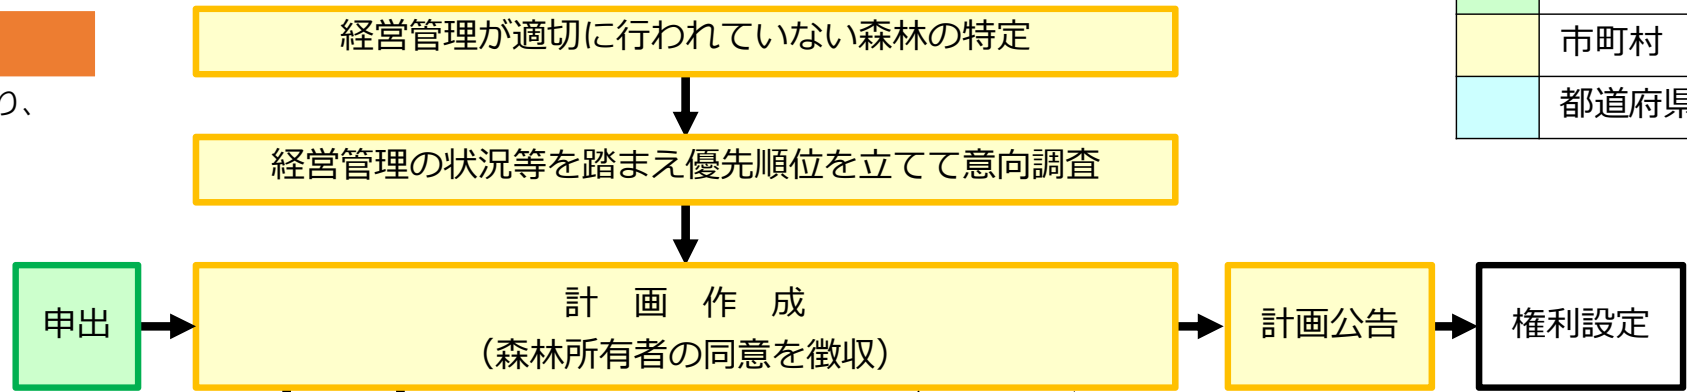 経営管理が適切に行われていない森林の特定
市町村
り、
都道府県
経営管理の状況等を踏まえ優先順位を立てて意向調査
申出
計 画 作 成
（森林所有者の同意を徴収）
計画公告
権利設定